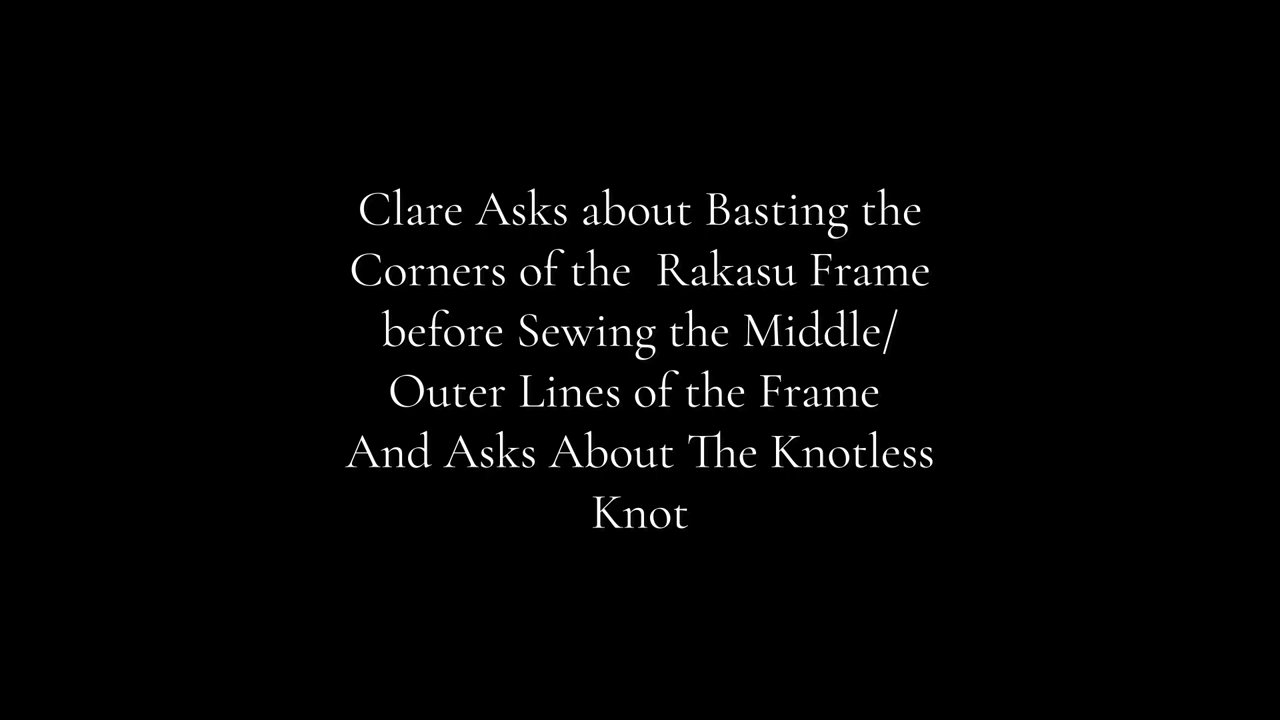 Clare Asks about Basting the
Corners of the  Rakasu Frame
before Sewing the Middle/
Outer Lines of the Frame
And Asks About The Knotless
Knot